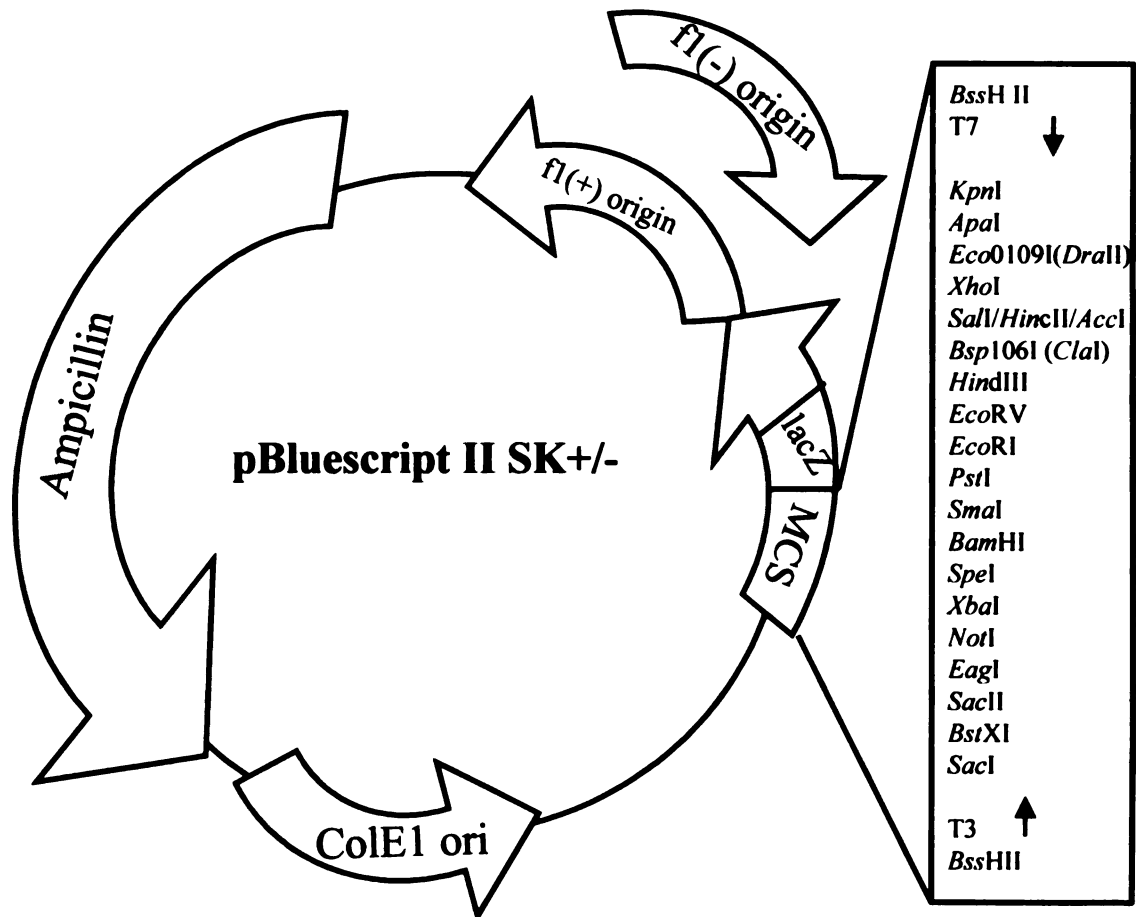 f1(-) origin
f1(+) origin
Ampicillin
pBluescript II SK+/-
lacZ
MCS
ColE1 ori
BssH II
T7
KpnI
ApaI
Eco0109I(DraII)
XhoI
SalI/HincII/AccI
Bsp106I (ClaI)
HindIII
EcoRV
EcoRI
PstI
SmaI
BamHI
SpeI
XbaI
NotI
EagI
SacII
BstXI
SacI
T3
BssHII